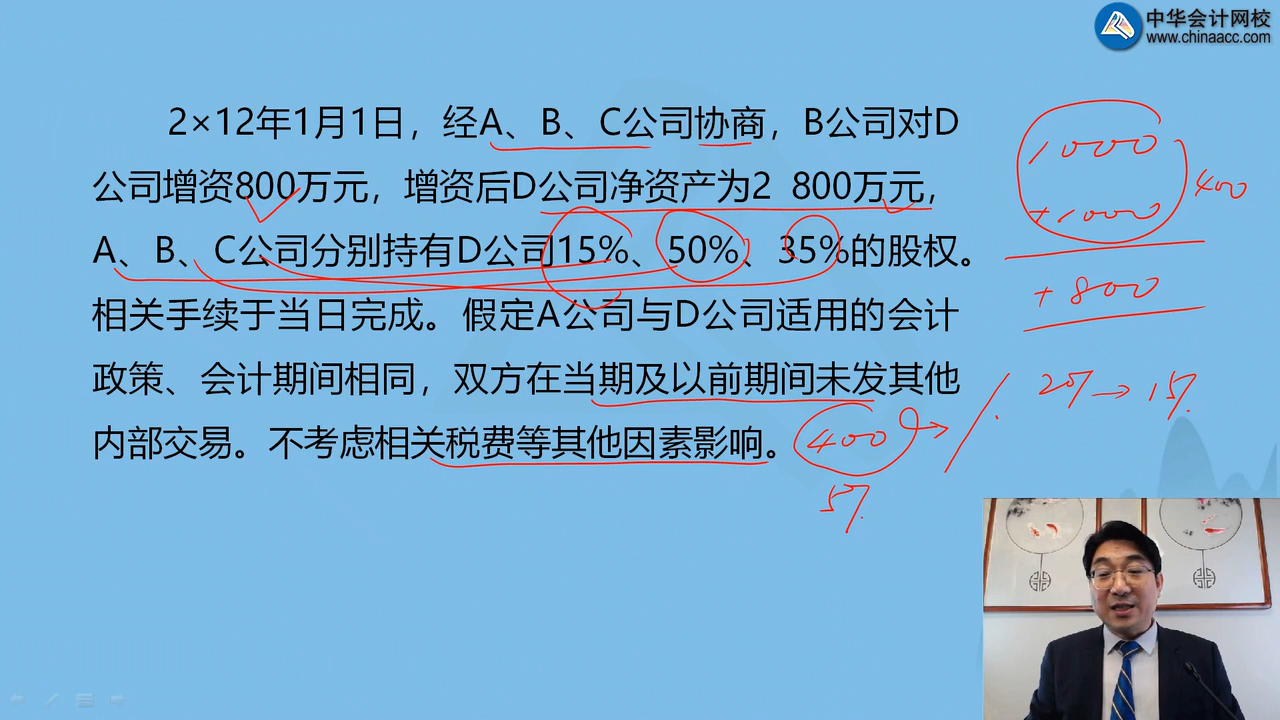 中华会计网校
www.chinaacc.com
2×12年1月1日，经A、B、C公司协商，B公司对D
公司增资800万元，增资后D公司净资产为2 800万元，
A、B、C公司分别持有D公司15%、50%、35%的股权。
相关手续于当日完成。假定A公司与D公司适用的会计
政策、会计期间相同，双方在当期及以前期间未发其他
内部交易。不考虑相关税费等其他因素影响。
1000
+1000
400
+800
20% → 15%
400
5%